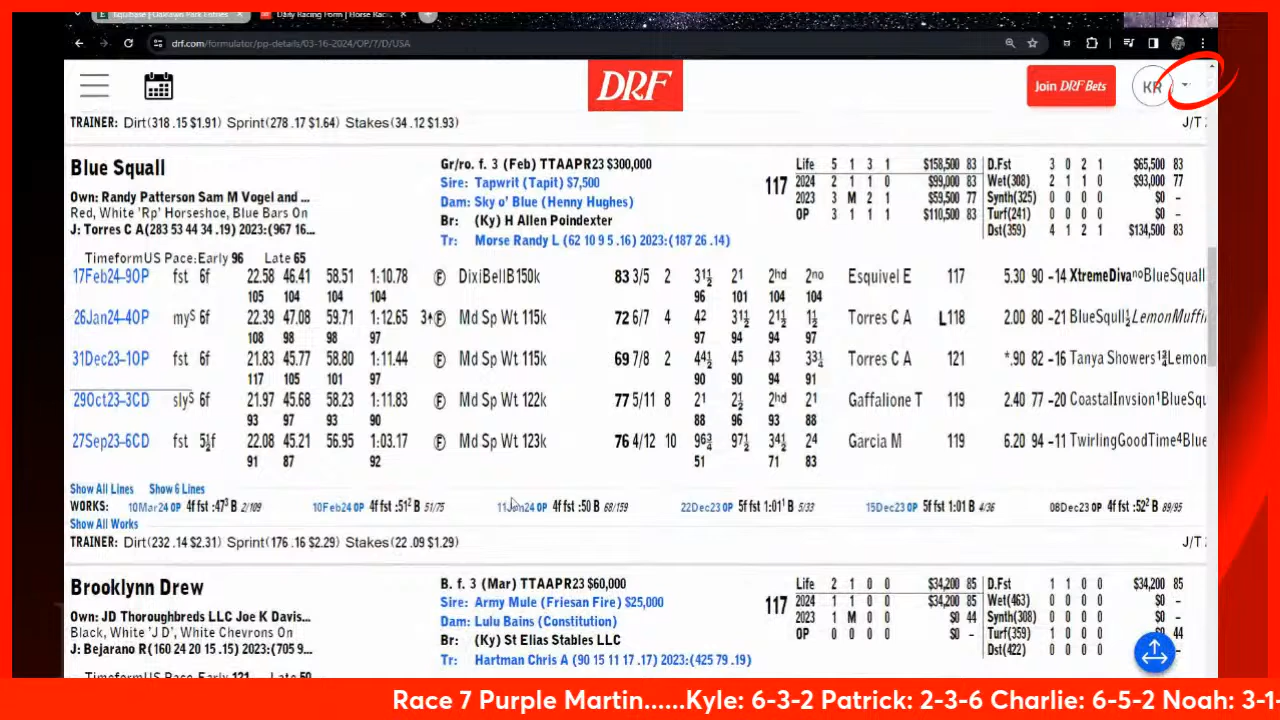 Equibase | Oaklawn Park Entries
Daily Racing Form | Horse Rac...
drf.com/formulator/pp-details/03-16-2024/OP/7/D/USA
DRF
Join DRF Bets
KR
TRAINER: Dirt(318 .15 $1.91) Sprint(278 .17 $1.64) Stakes(34 .12 $1.93)
J/T
Blue Squall
Own: Randy Patterson Sam M Vogel and ...
Red, White 'Rp' Horseshoe, Blue Bars On
J: Torres C A(283 53 44 34 .19) 2023:(967 16...
Gr/ro. f. 3 (Feb) TTAAPR23 $300,000
Sire: Tapwrit (Tapit) $7,500
Dam: Sky o' Blue (Henny Hughes)
Br: (Ky) H Allen Poindexter
Tr: Morse Randy L (62 10 9 5 .16) 2023:(187 26 .14)
117
Life 5 1 3 1 $158,500 83
2024 2 1 1 0 $99,000 83
2023 3 M 2 1 $59,500 77
OP 3 1 1 1 $110,500 83
D.Fst 3 0 2 1 $65,500 83
Wet(308) 2 1 1 0 $93,000 77
Synth(325) 0 0 0 0 $0 -
Turf(241) 0 0 0 0 $0 -
Dst(359) 4 1 2 1 $134,500 83
TimeformUS Pace: Early 96 Late 65
17Feb24-9OP fst 6f 22.58 46.41 58.51 1:10.78 Ⓕ DixiBellB150k 83 3/5 2 31½ 21 2hd 2no Esquivel E 117 5.30 90 -14 XtremeDivanoBlueSquall
105 104 104 104 96 101 104 104
26Jan24-4OP myS 6f 22.39 47.08 59.71 1:12.65 3↑Ⓕ Md Sp Wt 115k 72 6/7 4 42 31½ 21½ 1½ Torres C A L118 2.00 80 -21 BlueSqull½LemonMuffi
108 98 98 97 97 94 94 97
31Dec23-1OP fst 6f 21.83 45.77 58.80 1:11.44 Ⓕ Md Sp Wt 115k 69 7/8 2 44½ 45 43 33¼ Torres C A 121 *.90 82 -16 Tanya Showers1¾Lemon
117 105 101 97 90 90 94 91
29Oct23-3CD slyS 6f 21.97 45.68 58.23 1:11.83 Ⓕ Md Sp Wt 122k 77 5/11 8 21 2½ 2hd 21 Gaffalione T 119 2.40 77 -20 CoastalInvsion1BlueSq
93 97 93 90 88 96 93 88
27Sep23-6CD fst 5½f 22.08 45.21 56.95 1:03.17 Ⓕ Md Sp Wt 123k 76 4/12 10 96¾ 97½ 34½ 24 Garcia M 119 6.20 94 -11 TwirlingGoodTime4Blue
91 87 92 51 71 83
Show All Lines Show 6 Lines
WORKS: 10Mar24 OP 4f fst :47³ B 2/109 10Feb24 OP 4f fst :51² B 51/75 11Jan24 OP 4f fst :50 B 68/159 22Dec23 OP 5f fst 1:01¹ B 5/33 15Dec23 OP 5f fst 1:01 B 4/36 08Dec23 OP 4f fst :52² B 89/95
Show All Works
TRAINER: Dirt(232 .14 $2.31) Sprint(176 .16 $2.29) Stakes(22 .09 $1.29)
J/T
Brooklynn Drew
Own: JD Thoroughbreds LLC Joe K Davis...
Black, White 'J D', White Chevrons On
J: Bejarano R(160 24 20 15 .15) 2023:(705 9...
B. f. 3 (Mar) TTAAPR23 $60,000
Sire: Army Mule (Friesan Fire) $25,000
Dam: Lulu Bains (Constitution)
Br: (Ky) St Elias Stables LLC
Tr: Hartman Chris A (90 15 11 17 .17) 2023:(425 79 .19)
117
Life 2 1 0 0 $34,200 85
2024 1 1 0 0 $34,200 85
2023 1 M 0 0 $0 44
OP 0 0 0 0 $0 -
D.Fst 1 1 0 0 $34,200 85
Wet(463) 0 0 0 0 $0 -
Synth(308) 0 0 0 0 $0 -
Turf(359) 1 0 0 0 $0 44
Dst(422) 0 0 0 0
TimeformUS Pace: Early 121 Late 50
Race 7 Purple Martin......Kyle: 6-3-2 Patrick: 2-3-6 Charlie: 6-5-2 Noah: 3-1